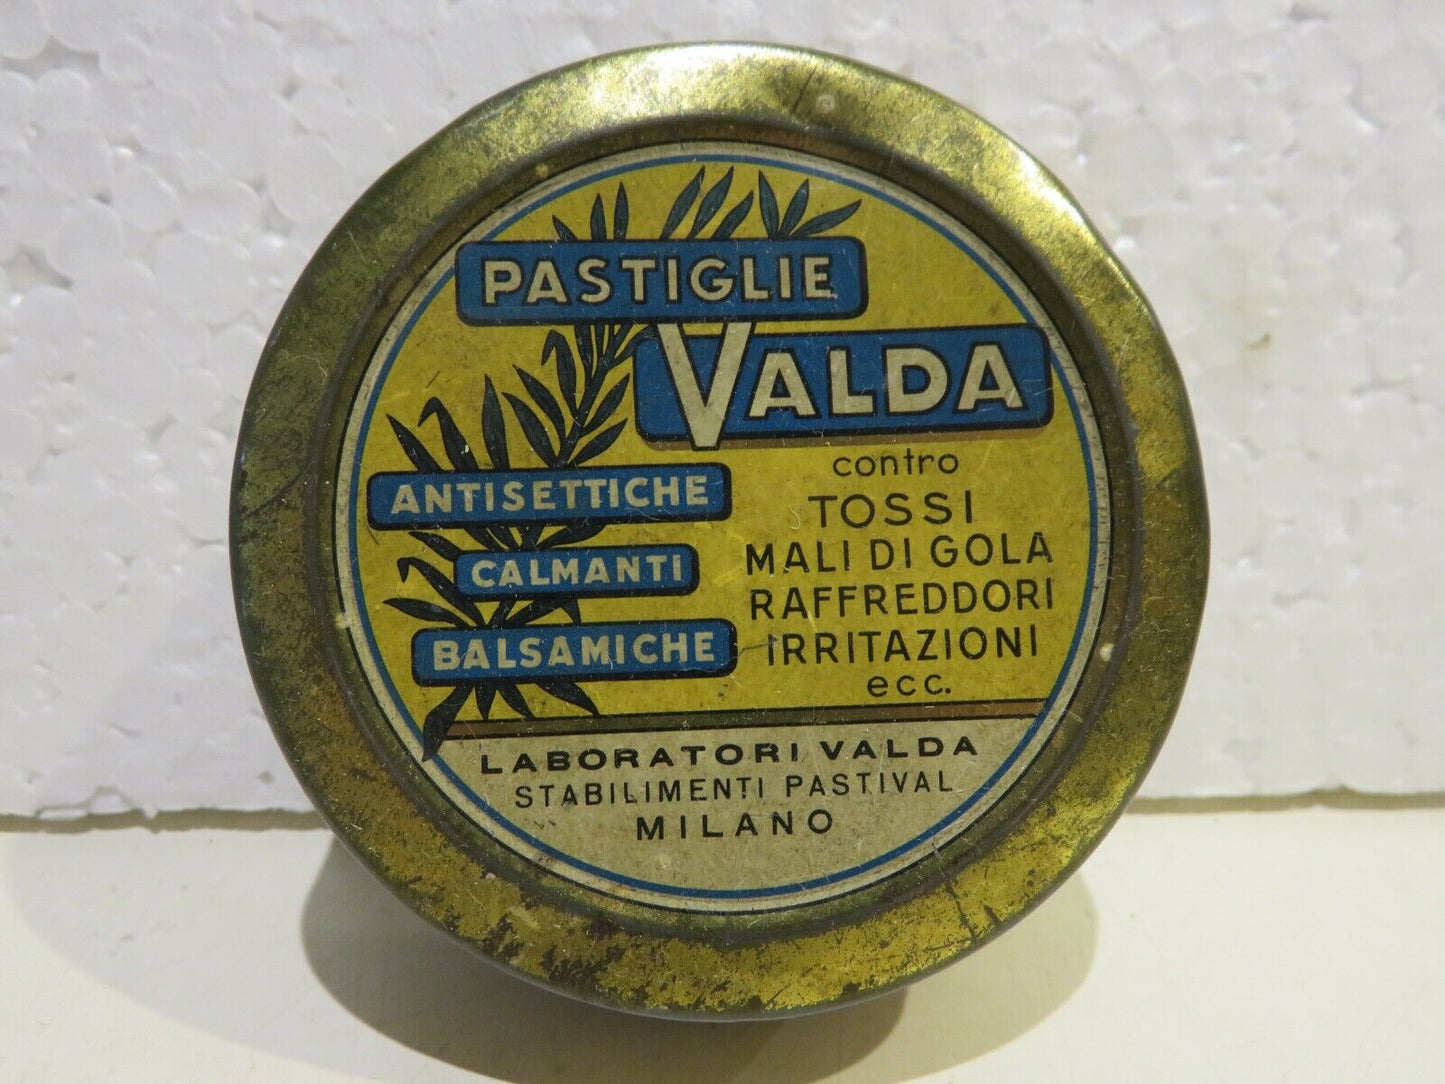 PASTIGLIE
VALDA
ANTISETTICHE
CALMANTI
BALSAMICHE
contro
TOSSI
MALI DI GOLA
RAFFREDDORI
IRRITAZIONI
ecc.
LABORATORI VALDA
STABILIMENTI PASTIVAL
MILANO